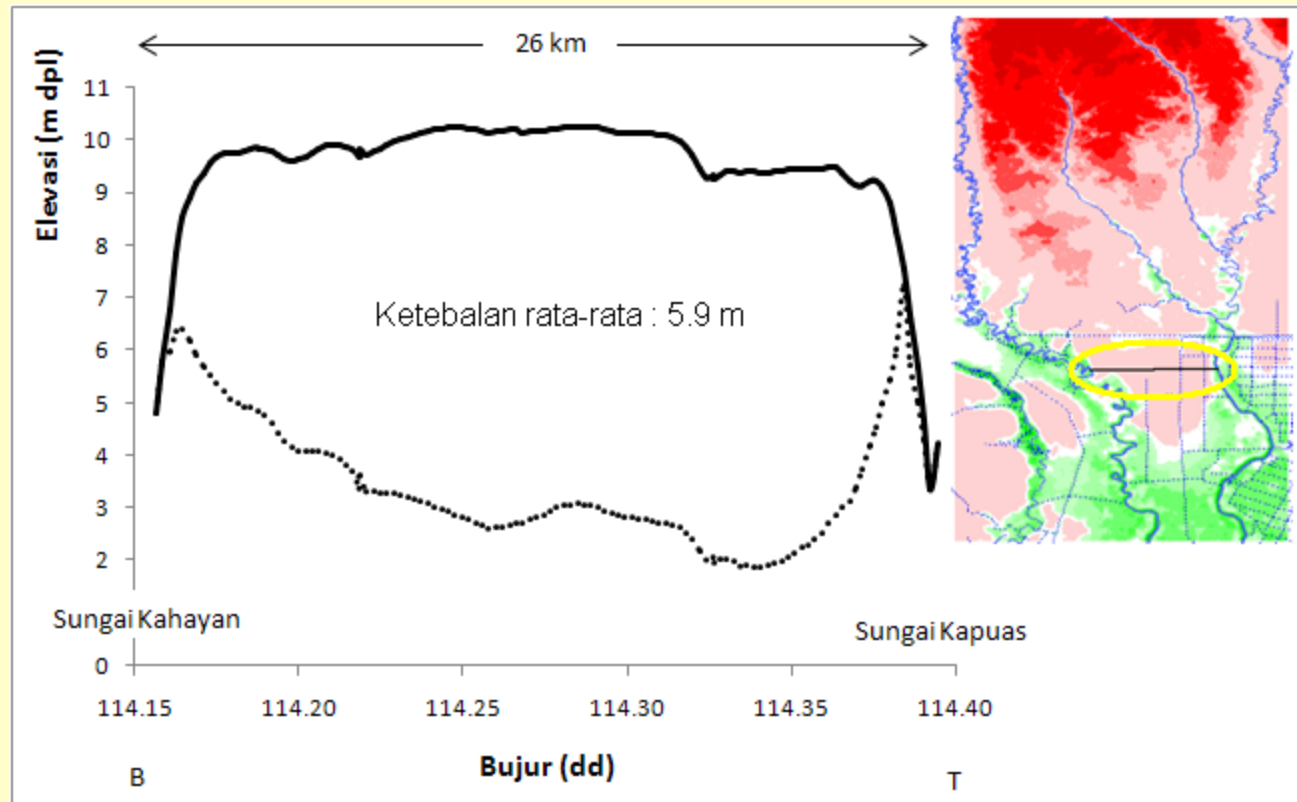 26 km
Elevasi (m dpl)
11
10
9
8
7
6
5
4
3
2
0
Ketebalan rata-rata : 5.9 m
Sungai Kahayan
Sungai Kapuas
114.15 114.20 114.25 114.30 114.35 114.40
B Bujur (dd) T